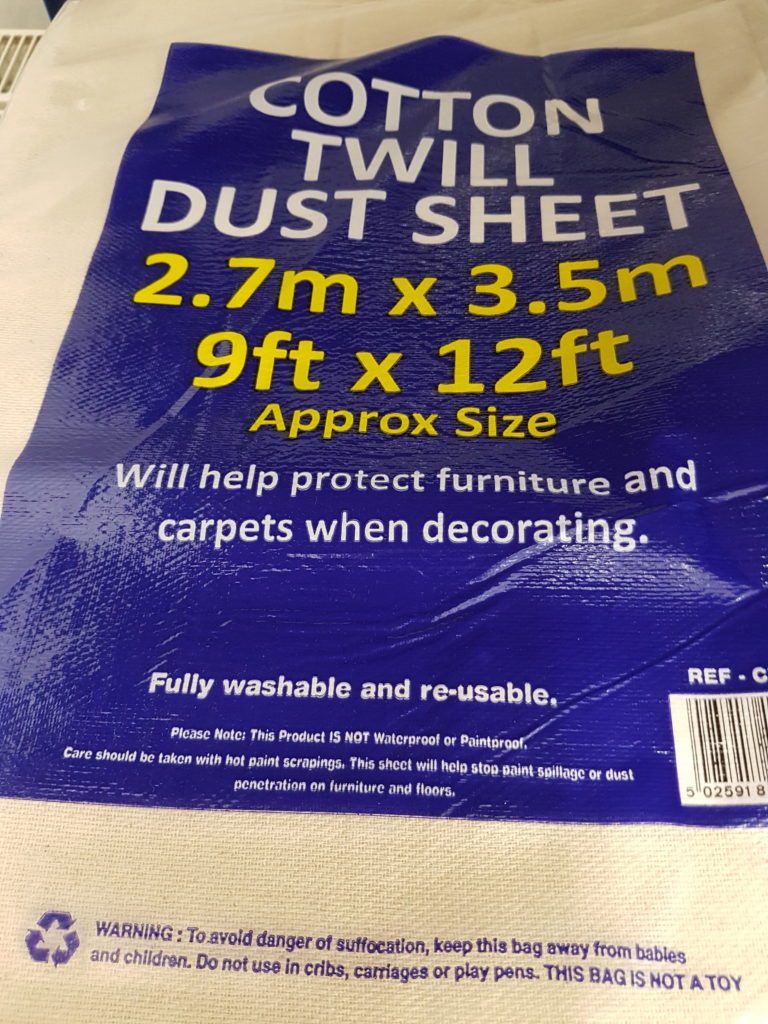 COTTON
TWILL
DUST SHEET
2.7m x 3.5m
9ft x 12ft
Approx Size
Will help protect furniture and
carpets when decorating.
Fully washable and re-usable.
REF - C
Please Note: This Product IS NOT Waterproof or Paintproof.
Care should be taken with hot paint scrapings. This sheet will help stop paint spillage or dust
penetration on furniture and floors.
5 02591 8
WARNING : To avoid danger of suffocation, keep this bag away from babies
and children. Do not use in cribs, carriages or play pens. THIS BAG IS NOT A TOY